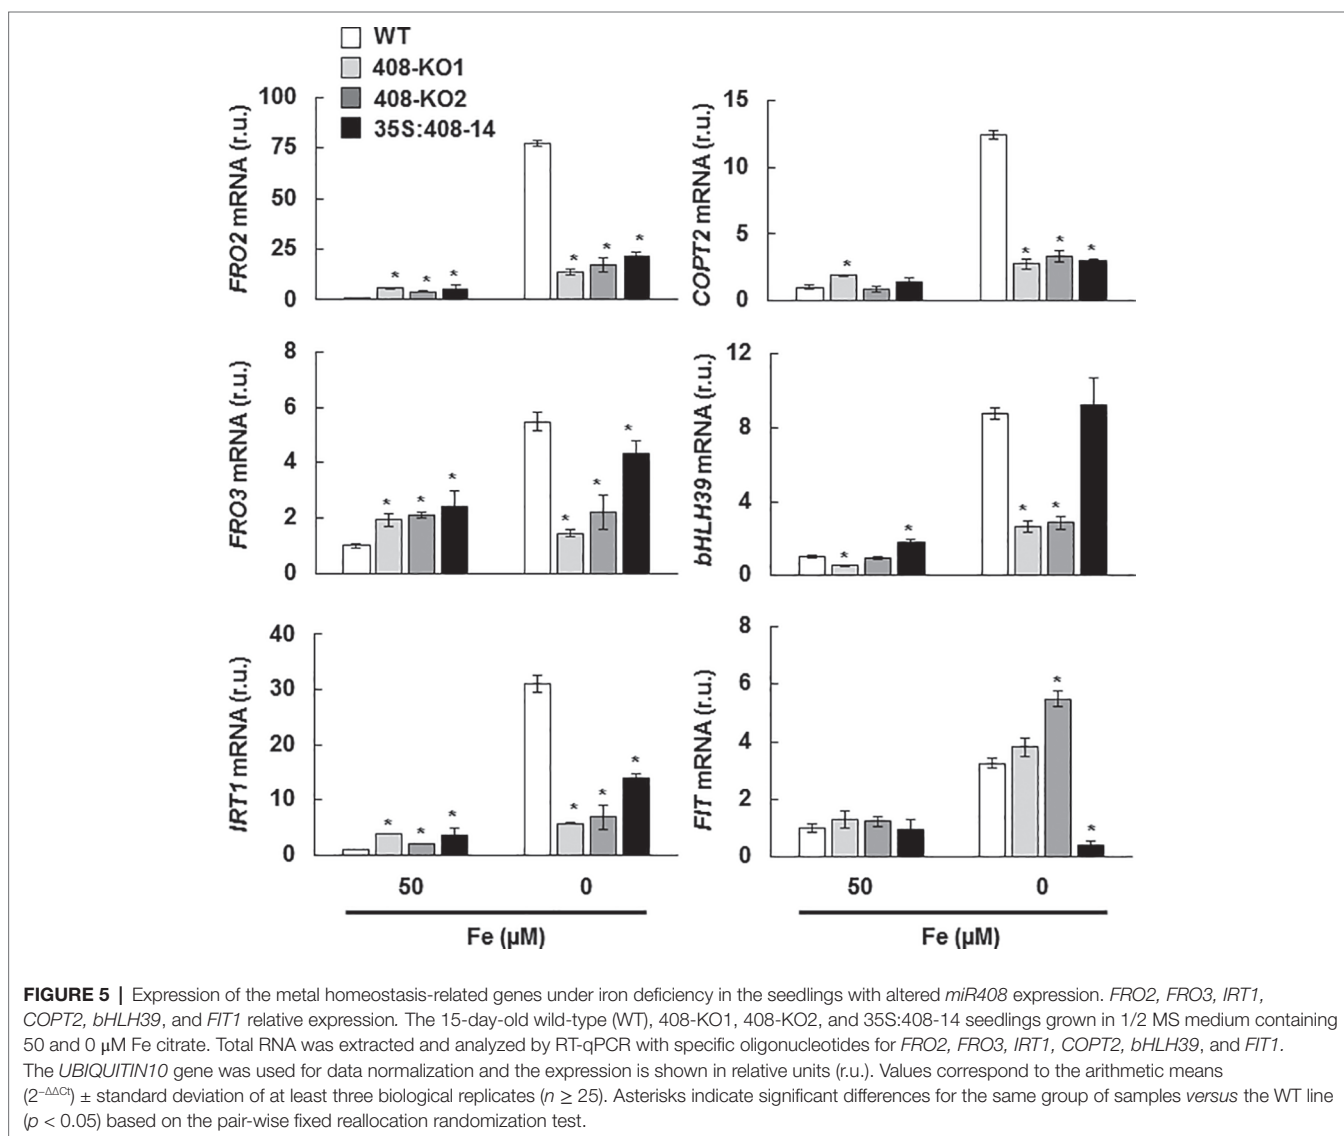 WT
408-KO1
408-KO2
35S:408-14
FRO2 mRNA (r.u.)
100
75
50
25
0
* * * * * *
COPT2 mRNA (r.u.)
15
10
5
0
* * * *
FRO3 mRNA (r.u.)
8
6
4
2
0
* * * * * *
bHLH39 mRNA (r.u.)
12
8
4
0
* * * *
IRT1 mRNA (r.u.)
40
30
20
10
0
* * * * * *
50 0
Fe (µM)
FIT mRNA (r.u.)
8
6
4
2
0
* *
50 0
Fe (µM)
FIGURE 5 | Expression of the metal homeostasis-related genes under iron deficiency in the seedlings with altered miR408 expression. FRO2, FRO3, IRT1,
COPT2, bHLH39, and FIT1 relative expression. The 15-day-old wild-type (WT), 408-KO1, 408-KO2, and 35S:408-14 seedlings grown in 1/2 MS medium containing
50 and 0 μM Fe citrate. Total RNA was extracted and analyzed by RT-qPCR with specific oligonucleotides for FRO2, FRO3, IRT1, COPT2, bHLH39, and FIT1.
The UBIQUITIN10 gene was used for data normalization and the expression is shown in relative units (r.u.). Values correspond to the arithmetic means
(2−ΔΔCt) ± standard deviation of at least three biological replicates (n ≥ 25). Asterisks indicate significant differences for the same group of samples versus the WT line
(p < 0.05) based on the pair-wise fixed reallocation randomization test.